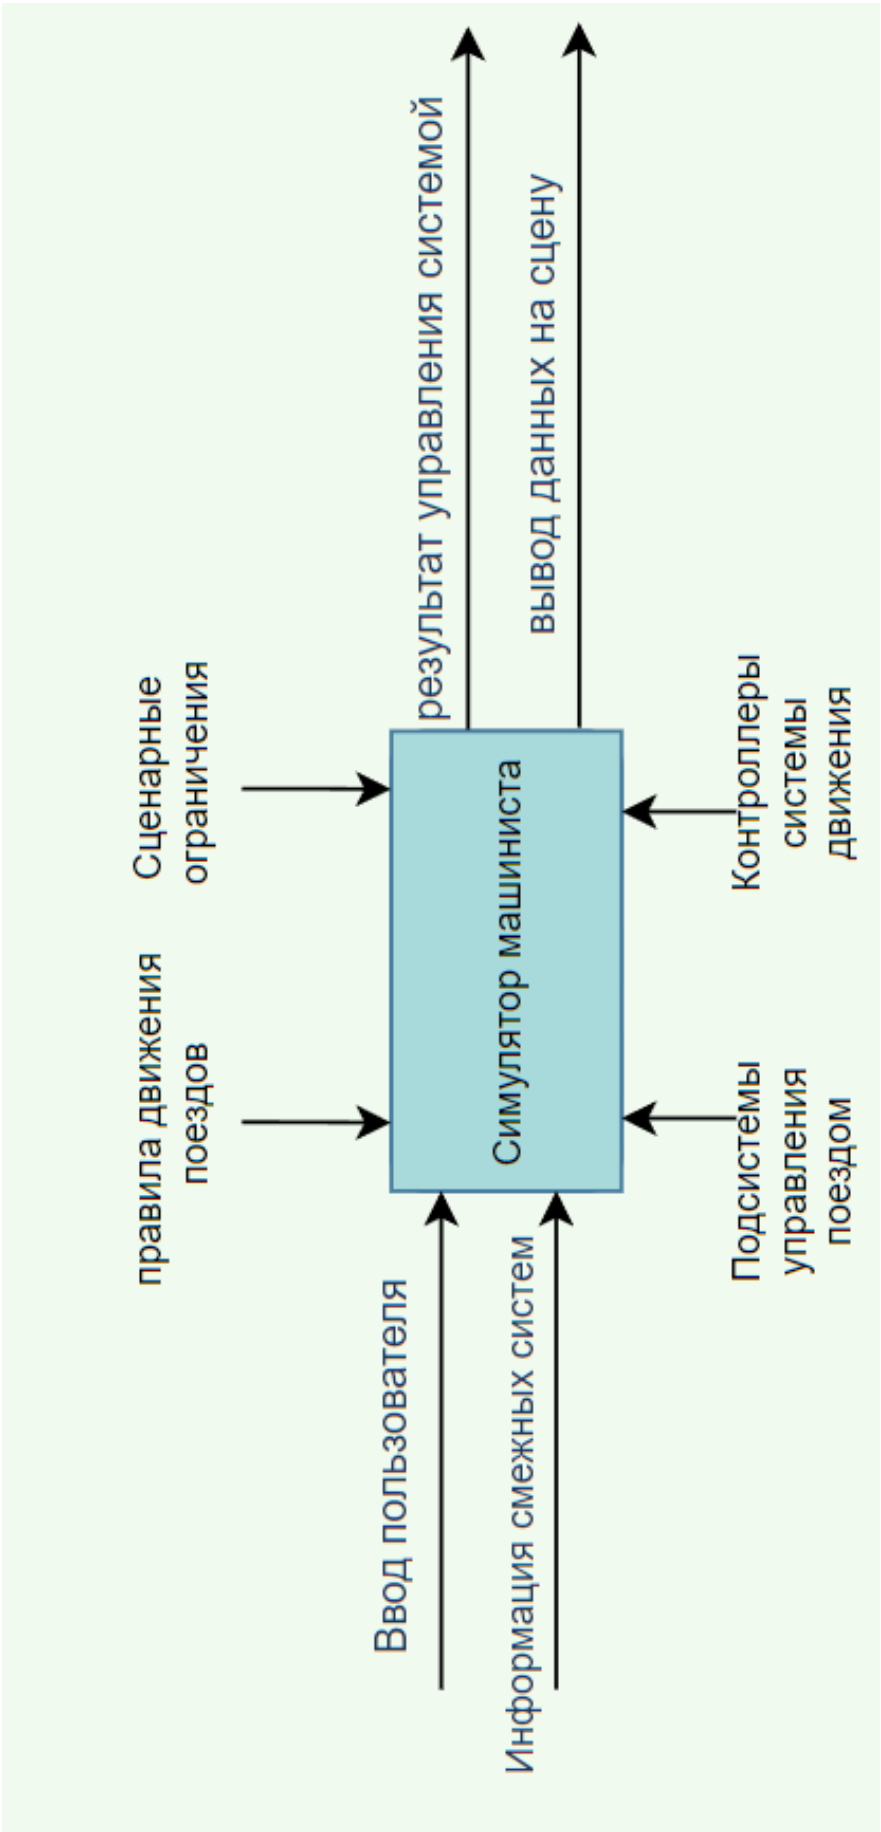 правила движения
поездов
Сценарные
ограничения
Ввод пользователя
Информация смежных систем
Симулятор машиниста
результат управления системой
вывод данных на сцену
Подсистемы
управления
поездом
Контроллеры
системы
движения